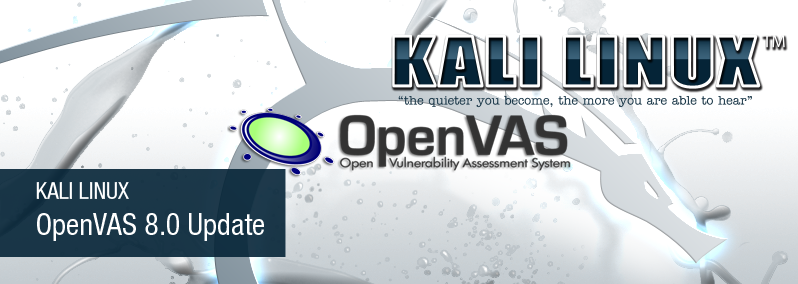 KALI LINUX™
“the quieter you become, the more you are able to hear”
OpenVAS
Open Vulnerability Assessment System
KALI LINUX
OpenVAS 8.0 Update